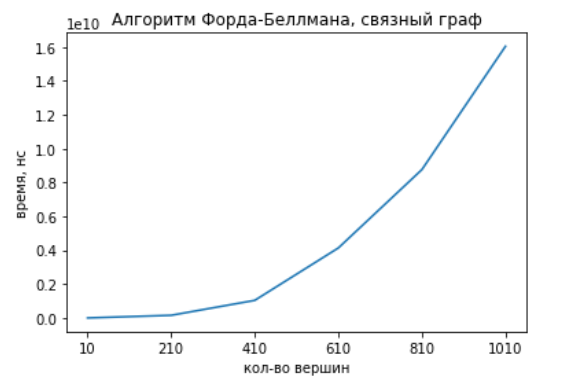 Алгоритм Форда-Беллмана, связный граф
1e10
1.6
1.4
1.2
1.0
0.8
0.6
0.4
0.2
0.0
время, нс
10 210 410 610 810 1010
кол-во вершин